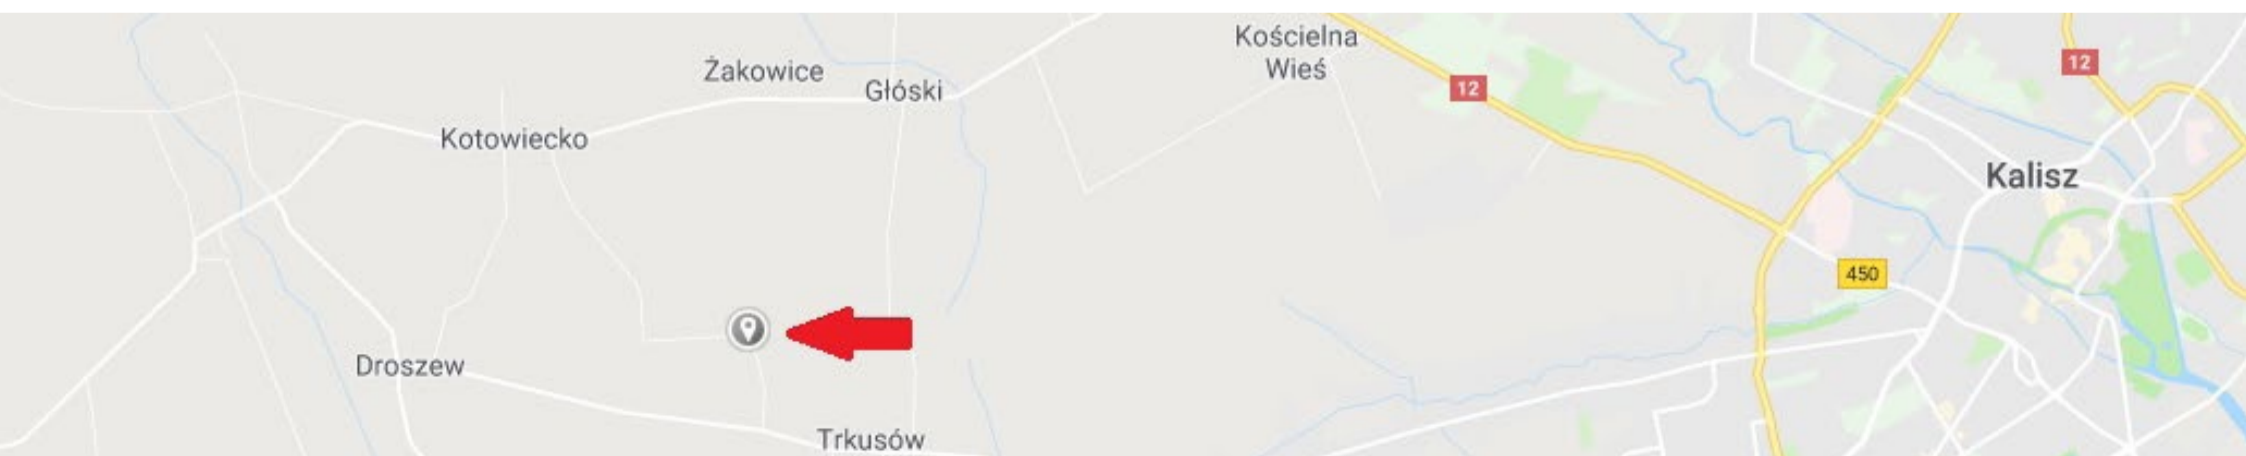 Kościelna
Wieś
12
12
Żakowice
Głóski
Kotowiecko
Kalisz
450
Droszew
Trkusów